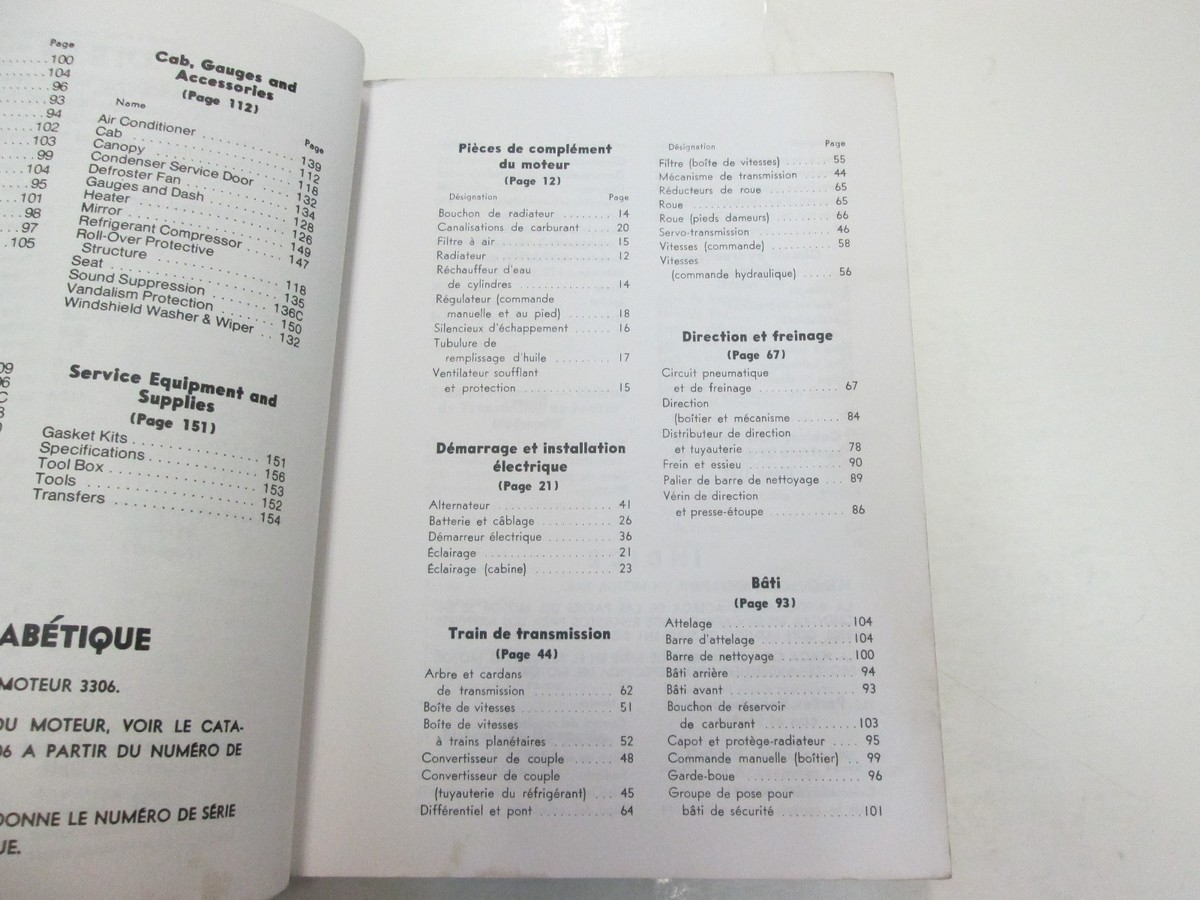 Page
100
104
96
93
94
102
103
99
104
95
101
98
97
105
Cab, Gauges and
Accessories
(Page 112)
Name
Page
Air Conditioner . . . . . . . . . . 139
Cab . . . . . . . . . . 112
Canopy . . . . . . . . . . 118
Condenser Service Door . . . . . 132
Defroster Fan . . . . . . . . . . 134
Gauges and Dash . . . . . . . . . . 128
Heater . . . . . . . . . . 126
Mirror . . . . . . . . . . 149
Refrigerant Compressor . . . . . 147
Roll-Over Protective
Structure . . . . . . . . . . 118
Seat . . . . . . . . . . 135
Sound Suppression . . . . . . . 136C
Vandalism Protection . . . . . . . 150
Windshield Washer & Wiper . . 132
Service Equipment and
Supplies
(Page 151)
Gasket Kits . . . . . . . . . . 151
Specifications . . . . . . . . . . 156
Tool Box . . . . . . . . . . 153
Tools . . . . . . . . . . 152
Transfers . . . . . . . . . . 154
ABÉTIQUE
MOTEUR 3306.
DU MOTEUR, VOIR LE CATA-
06 A PARTIR DU NUMÉRO DE
DONNE LE NUMÉRO DE SÉRIE
UE.
Pièces de complément
du moteur
(Page 12)
Désignation Page
Bouchon de radiateur . . . . . . . . 14
Canalisations de carburant . . . . 20
Filtre à air . . . . . . . . . . 15
Radiateur . . . . . . . . . . 12
Réchauffeur d'eau
de cylindres . . . . . . . . . . 14
Régulateur (commande
manuelle et au pied) . . . . . . . 18
Silencieux d'échappement . . . . . . 16
Tubulure de
remplissage d'huile . . . . . . . . . 17
Ventilateur soufflant
et protection . . . . . . . . . . 15
Démarrage et installation
électrique
(Page 21)
Alternateur . . . . . . . . . . 41
Batterie et câblage . . . . . . . . . . 26
Démarreur électrique . . . . . . . . . 36
Éclairage . . . . . . . . . . 21
Éclairage (cabine) . . . . . . . . . . 23
Train de transmission
(Page 44)
Arbre et cardans
de transmission . . . . . . . . . . 62
Boîte de vitesses . . . . . . . . . . 51
Boîte de vitesses
à trains planétaires . . . . . . . . . 52
Convertisseur de couple . . . . . . 48
Convertisseur de couple
(tuyauterie du réfrigérant) . . . 45
Différentiel et pont . . . . . . . . . . 64
Désignation Page
Filtre (boîte de vitesses) . . . . . . . 55
Mécanisme de transmission . . . . 44
Réducteurs de roue . . . . . . . . . . 65
Roue . . . . . . . . . . 65
Roue (pieds dameurs) . . . . . . . . 66
Servo-transmission . . . . . . . . . . 46
Vitesses (commande) . . . . . . . . 58
Vitesses
(commande hydraulique) . . . . . 56
Direction et freinage
(Page 67)
Circuit pneumatique
et de freinage . . . . . . . . . . 67
Direction
(boîtier et mécanisme . . . . . . . 84
Distributeur de direction
et tuyauterie . . . . . . . . . . 78
Frein et essieu . . . . . . . . . . 90
Palier de barre de nettoyage . . . 89
Vérin de direction
et presse-étoupe . . . . . . . . . . 86
Bâti
(Page 93)
Attelage . . . . . . . . . . 104
Barre d'attelage . . . . . . . . . . 104
Barre de nettoyage . . . . . . . . . . 100
Bâti arrière . . . . . . . . . . 94
Bâti avant . . . . . . . . . . 93
Bouchon de réservoir
de carburant . . . . . . . . . . 103
Capot et protège-radiateur . . . . 95
Commande manuelle (boîtier) . . 99
Garde-boue . . . . . . . . . . 96
Groupe de pose pour
bâti de sécurité . . . . . . . . . . 101